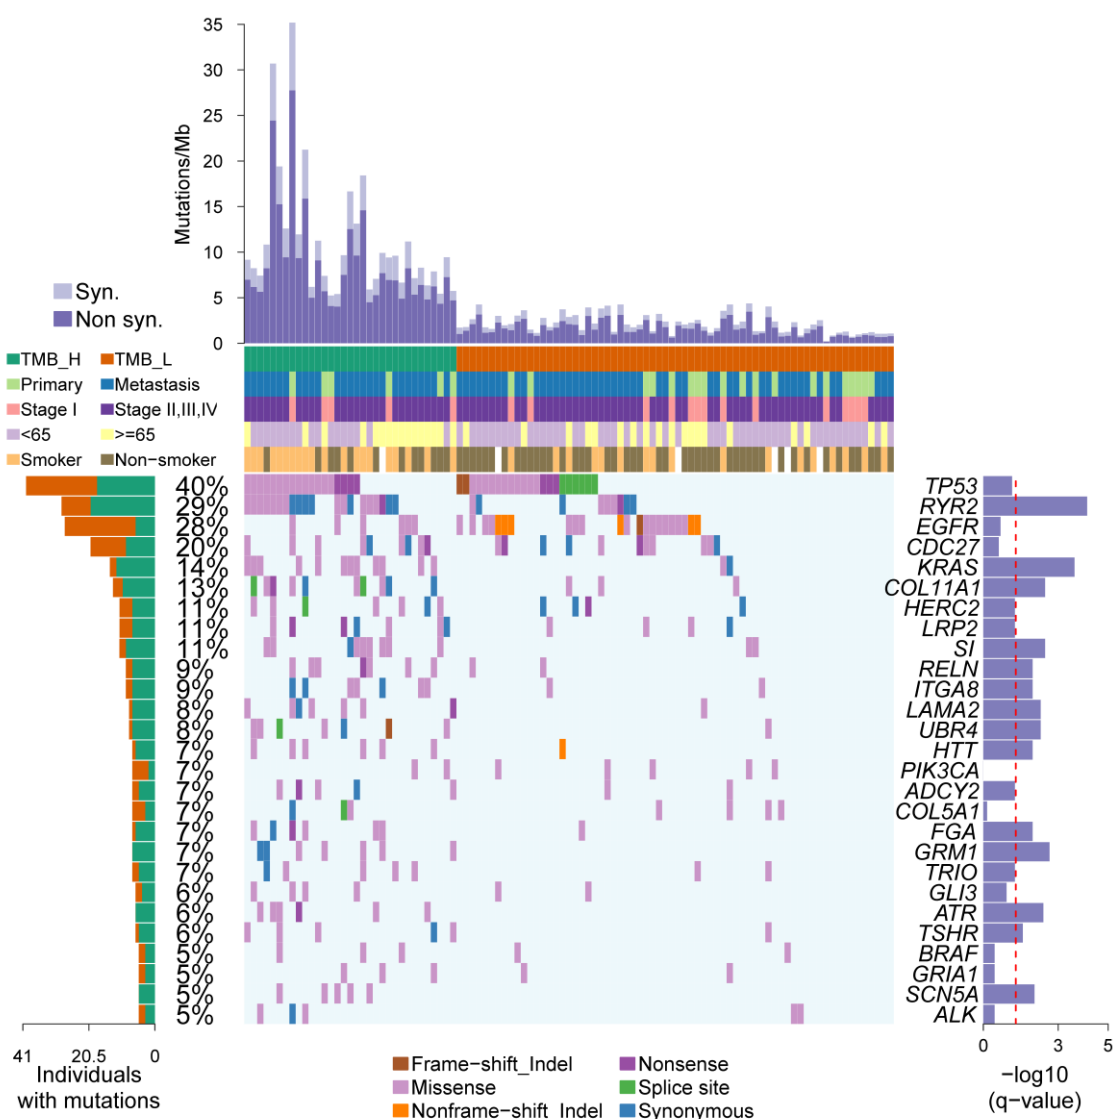 35
30
25
20
15
10
5
0
Mutations/Mb
Syn.
Non syn.
TMB_H TMB_L
Primary Metastasis
Stage I Stage II,III,IV
<65 >=65
Smoker Non-smoker
40% TP53
29% RYR2
28% EGFR
20% CDC27
14% KRAS
13% COL11A1
11% HERC2
11% LRP2
11% SI
9% RELN
9% ITGA8
8% LAMA2
8% UBR4
7% HTT
7% PIK3CA
7% ADCY2
7% COL5A1
7% FGA
7% GRM1
7% TRIO
6% GLI3
6% ATR
6% TSHR
5% BRAF
5% GRIA1
5% SCN5A
5% ALK
41 20.5 0
Individuals
with mutations
Frame-shift_Indel Nonsense
Missense Splice site
Nonframe-shift_Indel Synonymous
0 3 5
-log10
(q-value)